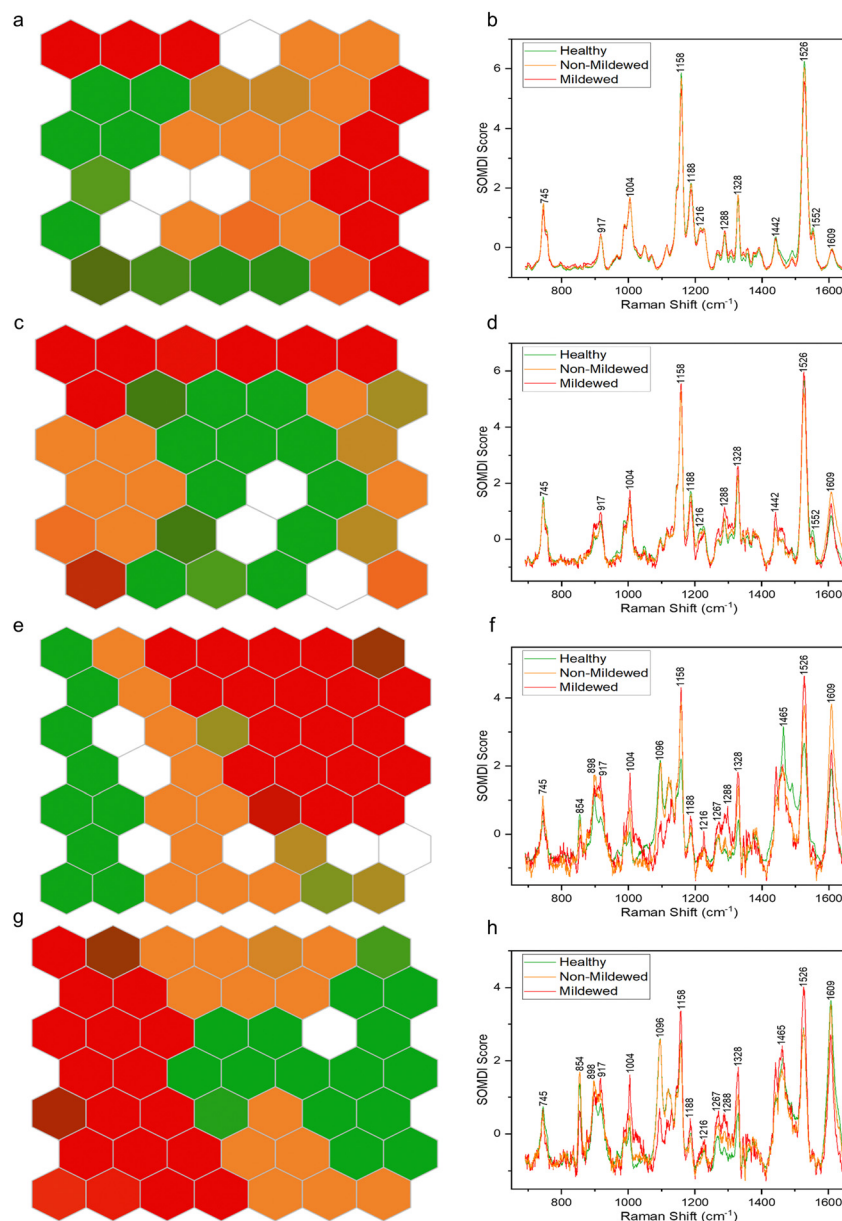 a
b
Healthy
Non-Mildewed
Mildewed
SOMDI Score
6
4
2
0
745
917
1004
1158
1188
1216
1288
1328
1442
1526
1552
1609
800 1000 1200 1400 1600
Raman Shift (cm⁻¹)
c
d
Healthy
Non-Mildewed
Mildewed
SOMDI Score
6
4
2
0
745
917
1004
1158
1188
1216
1288
1328
1442
1526
1552
1609
800 1000 1200 1400 1600
Raman Shift (cm⁻¹)
e
f
Healthy
Non-Mildewed
Mildewed
SOMDI Score
4
2
0
745
854
898
917
1004
1096
1158
1188
1216
1267
1288
1328
1465
1526
1609
800 1000 1200 1400 1600
Raman Shift (cm⁻¹)
g
h
Healthy
Non-Mildewed
Mildewed
SOMDI Score
4
2
0
745
854
898
917
1004
1096
1158
1188
1216
1267
1288
1328
1465
1526
1609
800 1000 1200 1400 1600
Raman Shift (cm⁻¹)